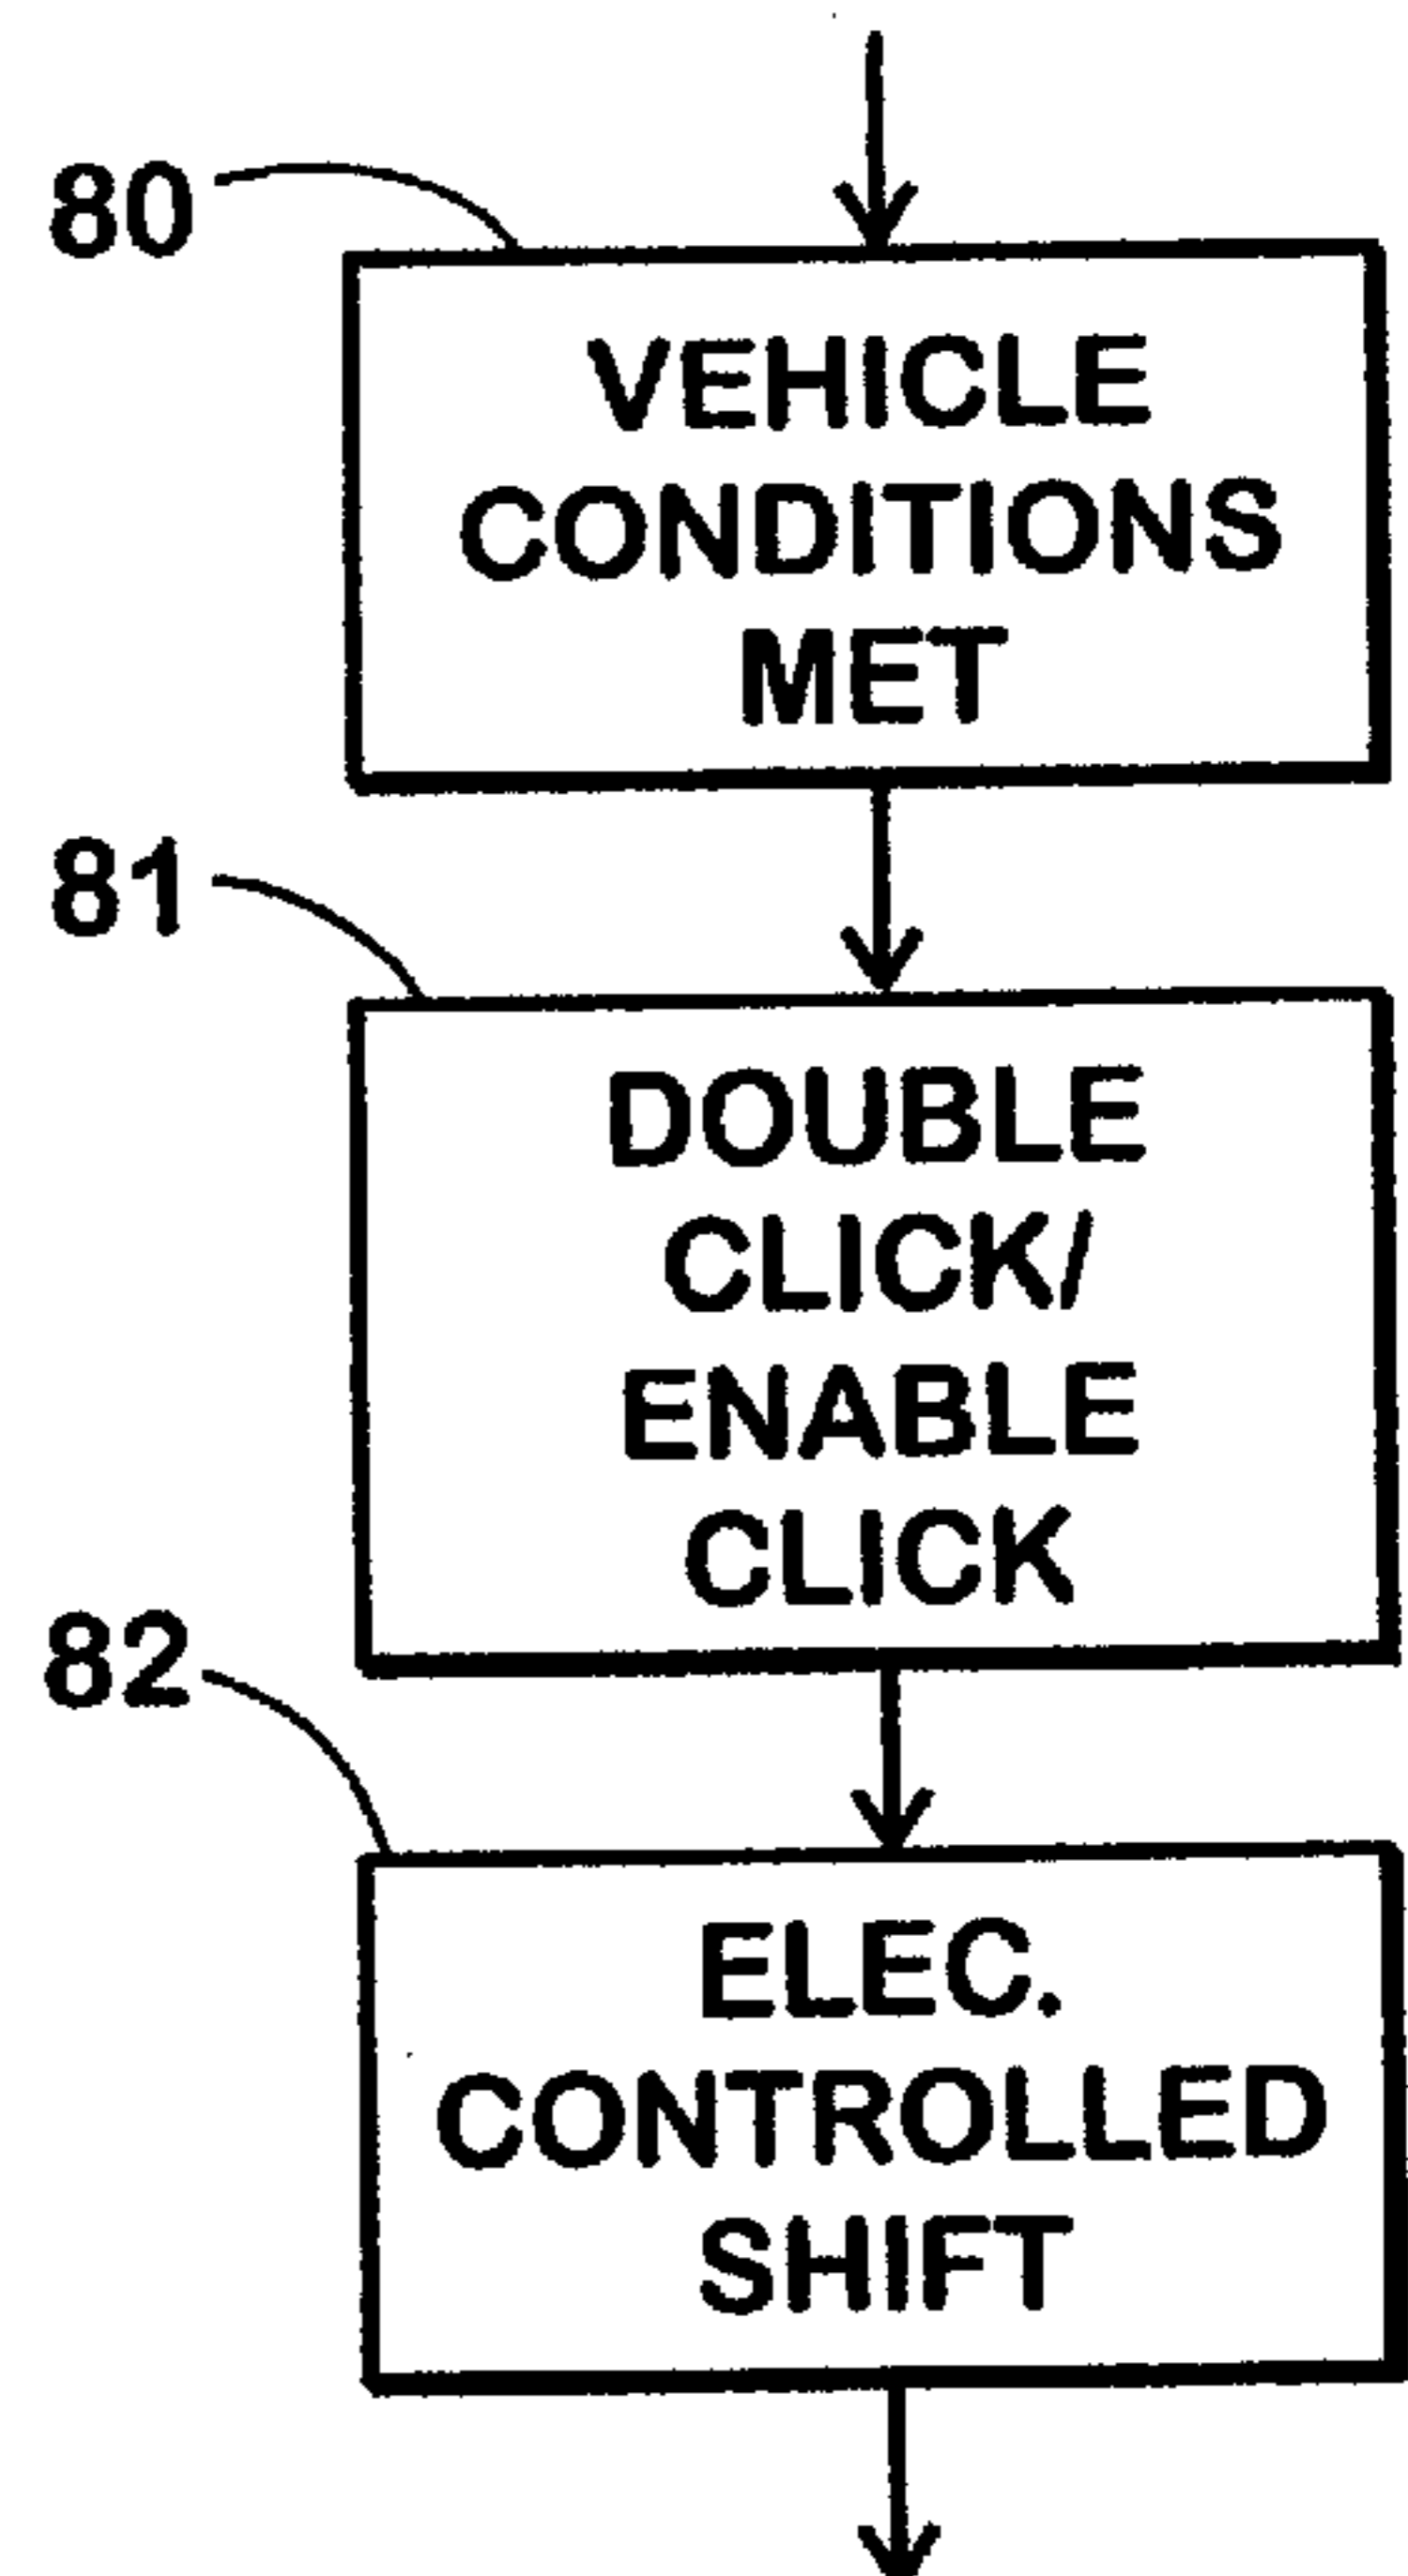 80
VEHICLE
CONDITIONS
MET
81
DOUBLE
CLICK/
ENABLE
CLICK
82
ELEC.
CONTROLLED
SHIFT